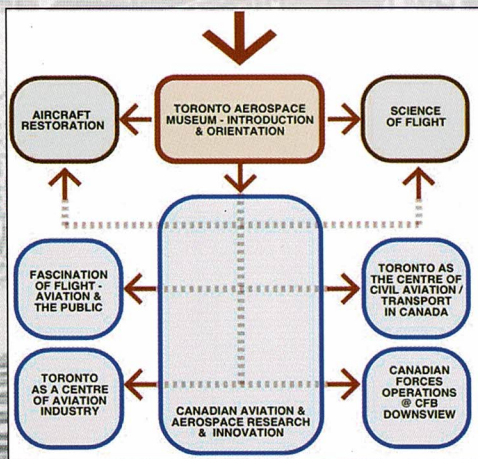 AIRCRAFT
RESTORATION
TORONTO AEROSPACE
MUSEUM - INTRODUCTION
& ORIENTATION
SCIENCE
OF FLIGHT
FASCINATION
OF FLIGHT -
AVIATION &
THE PUBLIC
TORONTO AS
THE CENTRE OF
CIVIL AVIATION /
TRANSPORT
IN CANADA
TORONTO
AS A CENTRE
OF AVIATION
INDUSTRY
CANADIAN AVIATION &
AEROSPACE RESEARCH
& INNOVATION
CANADIAN
FORCES
OPERATIONS
@ CFB
DOWNSVIEW